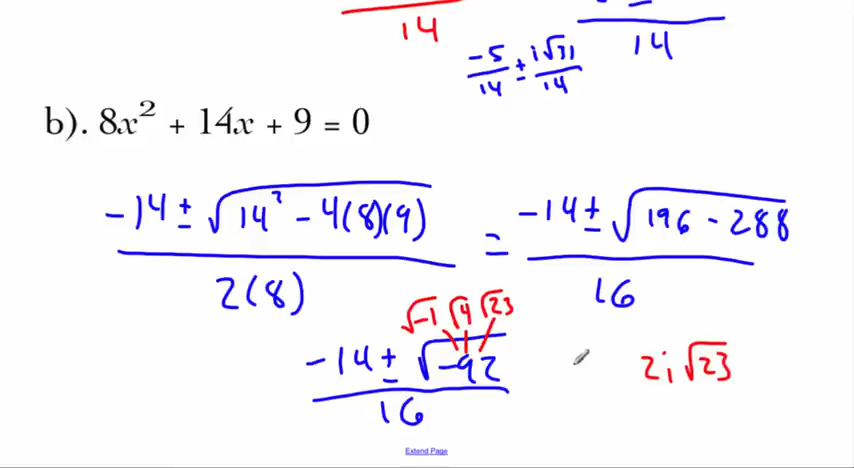 14
14
-5/14 ± i√31/14
b). 8x² + 14x + 9 = 0
-14 ± √14² - 4(8)(9) / 2(8) = -14 ± √196 - 288 / 16
√-1 √4 √23
-14 ± √-92 / 16
2i√23
Extend Page